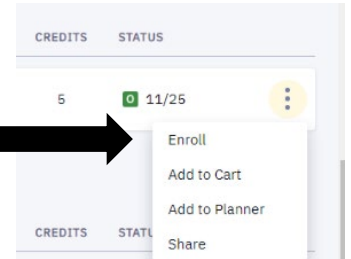 CREDITS STATUS
5 O 11/25
Enroll
Add to Cart
Add to Planner
CREDITS STATU
Share